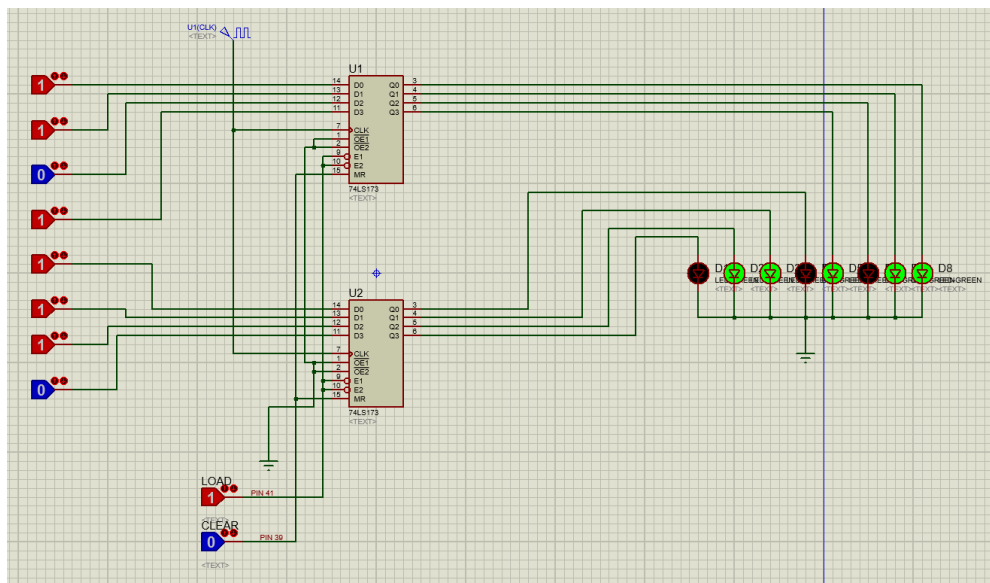 U1(CLK)
<TEXT>
U1
1
14 D0 Q0 3
13 D1 Q1 4
12 D2 Q2 5
11 D3 Q3 6
1
7 CLK
1 OE1
2 OE2
9 E1
10 E2
15 MR
0
74LS173
<TEXT>
1
1
D8
<TEXT>
U2
1
14 D0 Q0 3
13 D1 Q1 4
12 D2 Q2 5
11 D3 Q3 6
1
7 CLK
1 OE1
2 OE2
9 E1
10 E2
15 MR
0
74LS173
<TEXT>
LOAD
1
PIN 41
<TEXT>
CLEAR
0
PIN 39
<TEXT>